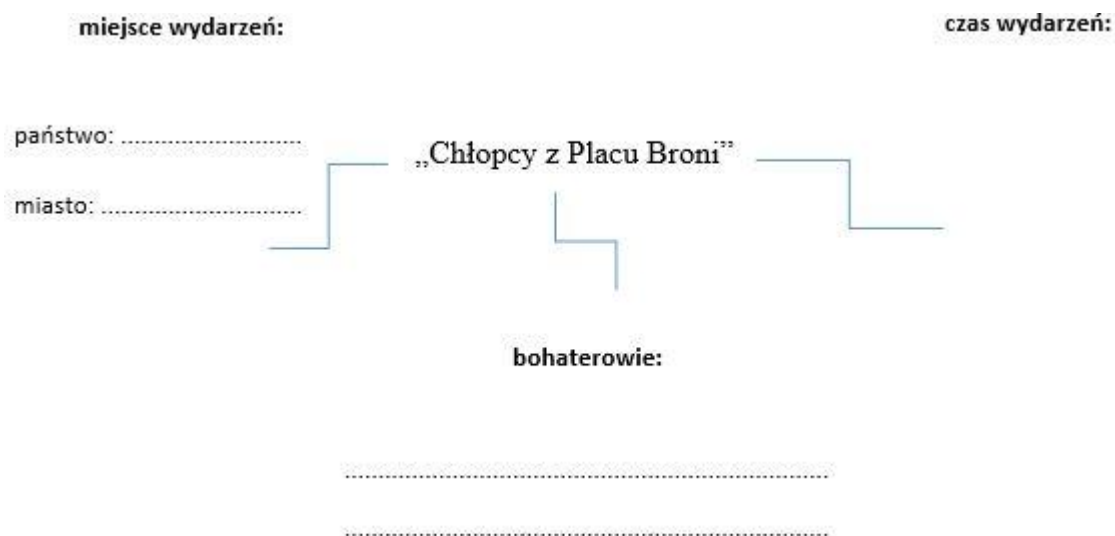 miejsce wydarzeń:
czas wydarzeń:
państwo: ............................
miasto: ...............................
„Chłopcy z Placu Broni”
bohaterowie:
...........................................................................
...........................................................................